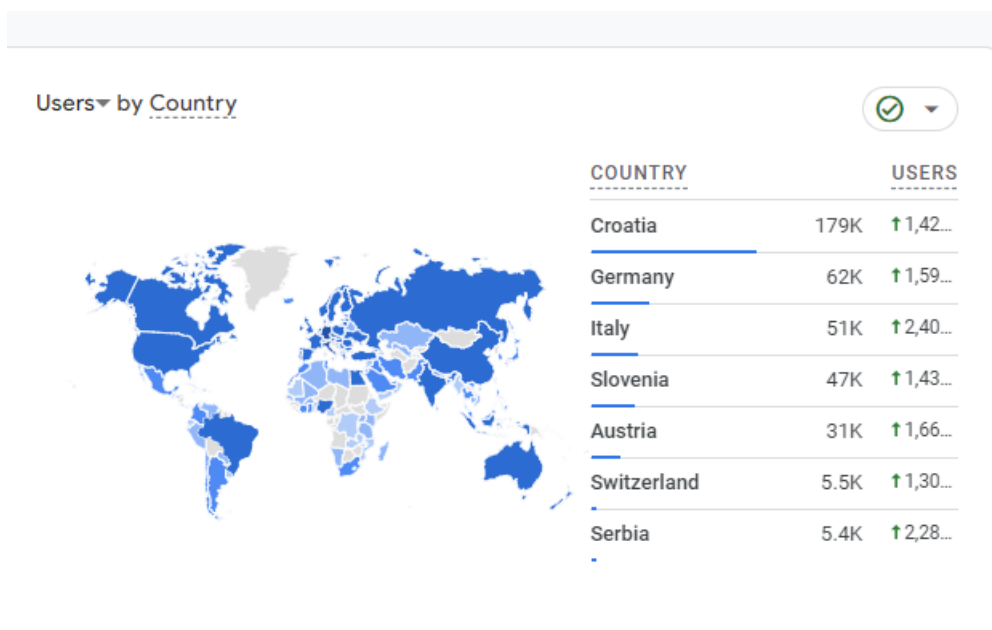 Users by Country
COUNTRY USERS
Croatia 179K ↑1,42...
Germany 62K ↑1,59...
Italy 51K ↑2,40...
Slovenia 47K ↑1,43...
Austria 31K ↑1,66...
Switzerland 5.5K ↑1,30...
Serbia 5.4K ↑2,28...